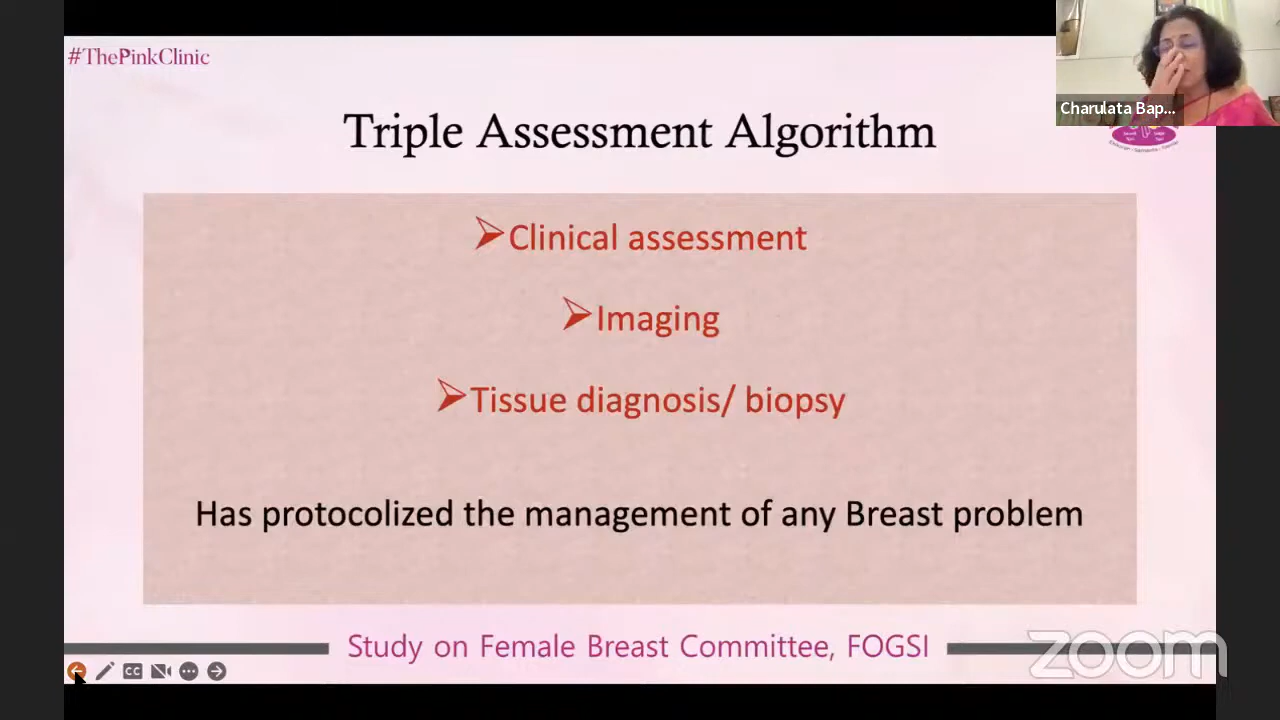 #ThePinkClinic
Charulata Bap...
Triple Assessment Algorithm
➢Clinical assessment
➢Imaging
➢Tissue diagnosis/ biopsy
Has protocolized the management of any Breast problem
Study on Female Breast Committee, FOGSI
zoom
CC